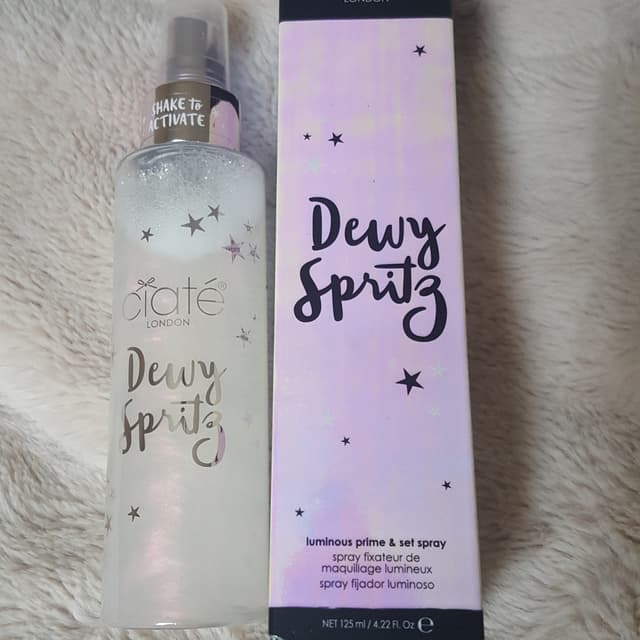 SHAKE to
ACTIVATE
ciaté®
LONDON
Dewy
Spritz
LONDON
Dewy
Spritz
luminous prime & set spray
spray fixateur de
maquillage lumineux
spray fijador luminoso
NET 125 ml / 4.22 Fl. Oz ℮